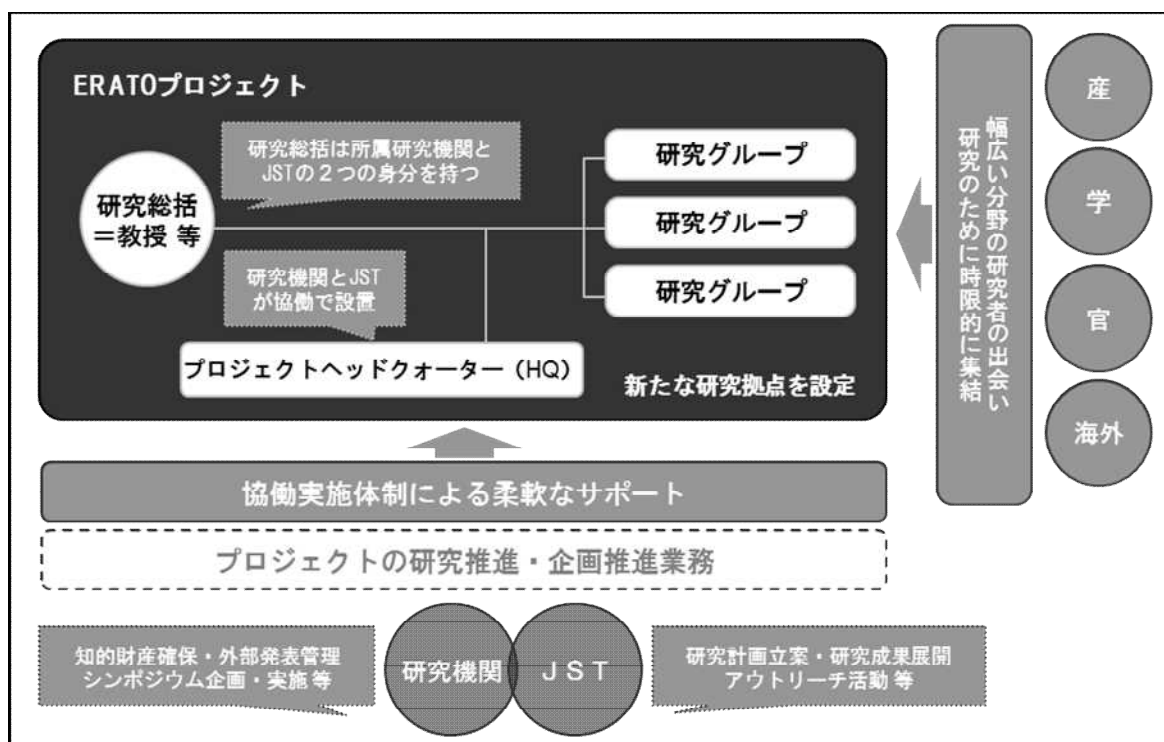 ERATOプロジェクト
研究総括は所属研究機関と
JSTの２つの身分を持つ
研究総括
＝教授 等
研究グループ
研究グループ
研究グループ
研究機関とJST
が協働で設置
プロジェクトヘッドクォーター（HQ）
新たな研究拠点を設定
幅広い分野の研究者の出会い
研究のために時限的に集結
産
学
官
海外
協働実施体制による柔軟なサポート
プロジェクトの研究推進・企画推進業務
知的財産確保・外部発表管理
シンポジウム企画・実施 等
研究機関
ＪＳＴ
研究計画立案・研究成果展開
アウトリーチ活動 等